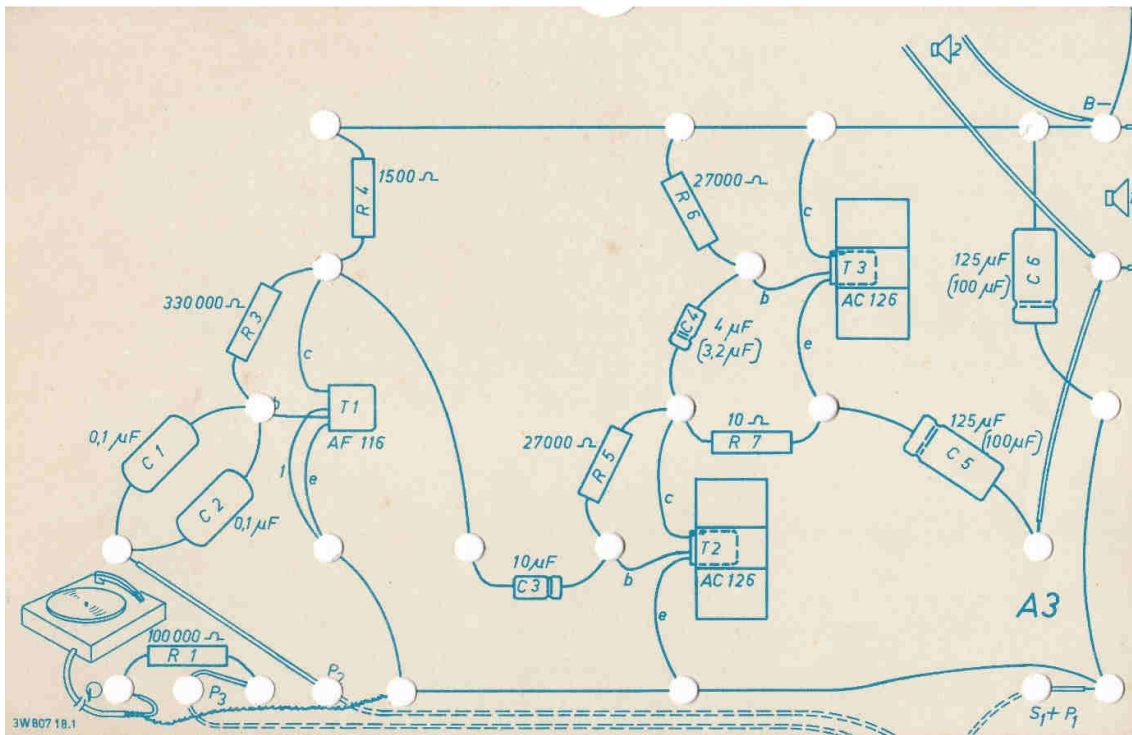 2
B-
1500 Ω
R 4
27000 Ω
R 6
c
T 3
AC 126
b
e
125 µF
(100 µF)
C 6
330 000 Ω
R 3
c
C 4
4 µF
(3,2 µF)
b
T 1
AF 116
0,1 µF
C 1
f
e
27000 Ω
R 5
10 Ω
R 7
125 µF
(100 µF)
C 5
C 2
0,1 µF
c
T 2
AC 126
10 µF
C 3
b
e
A3
100 000 Ω
R 1
P3
P2
S1 + P1
3W 807 18.1